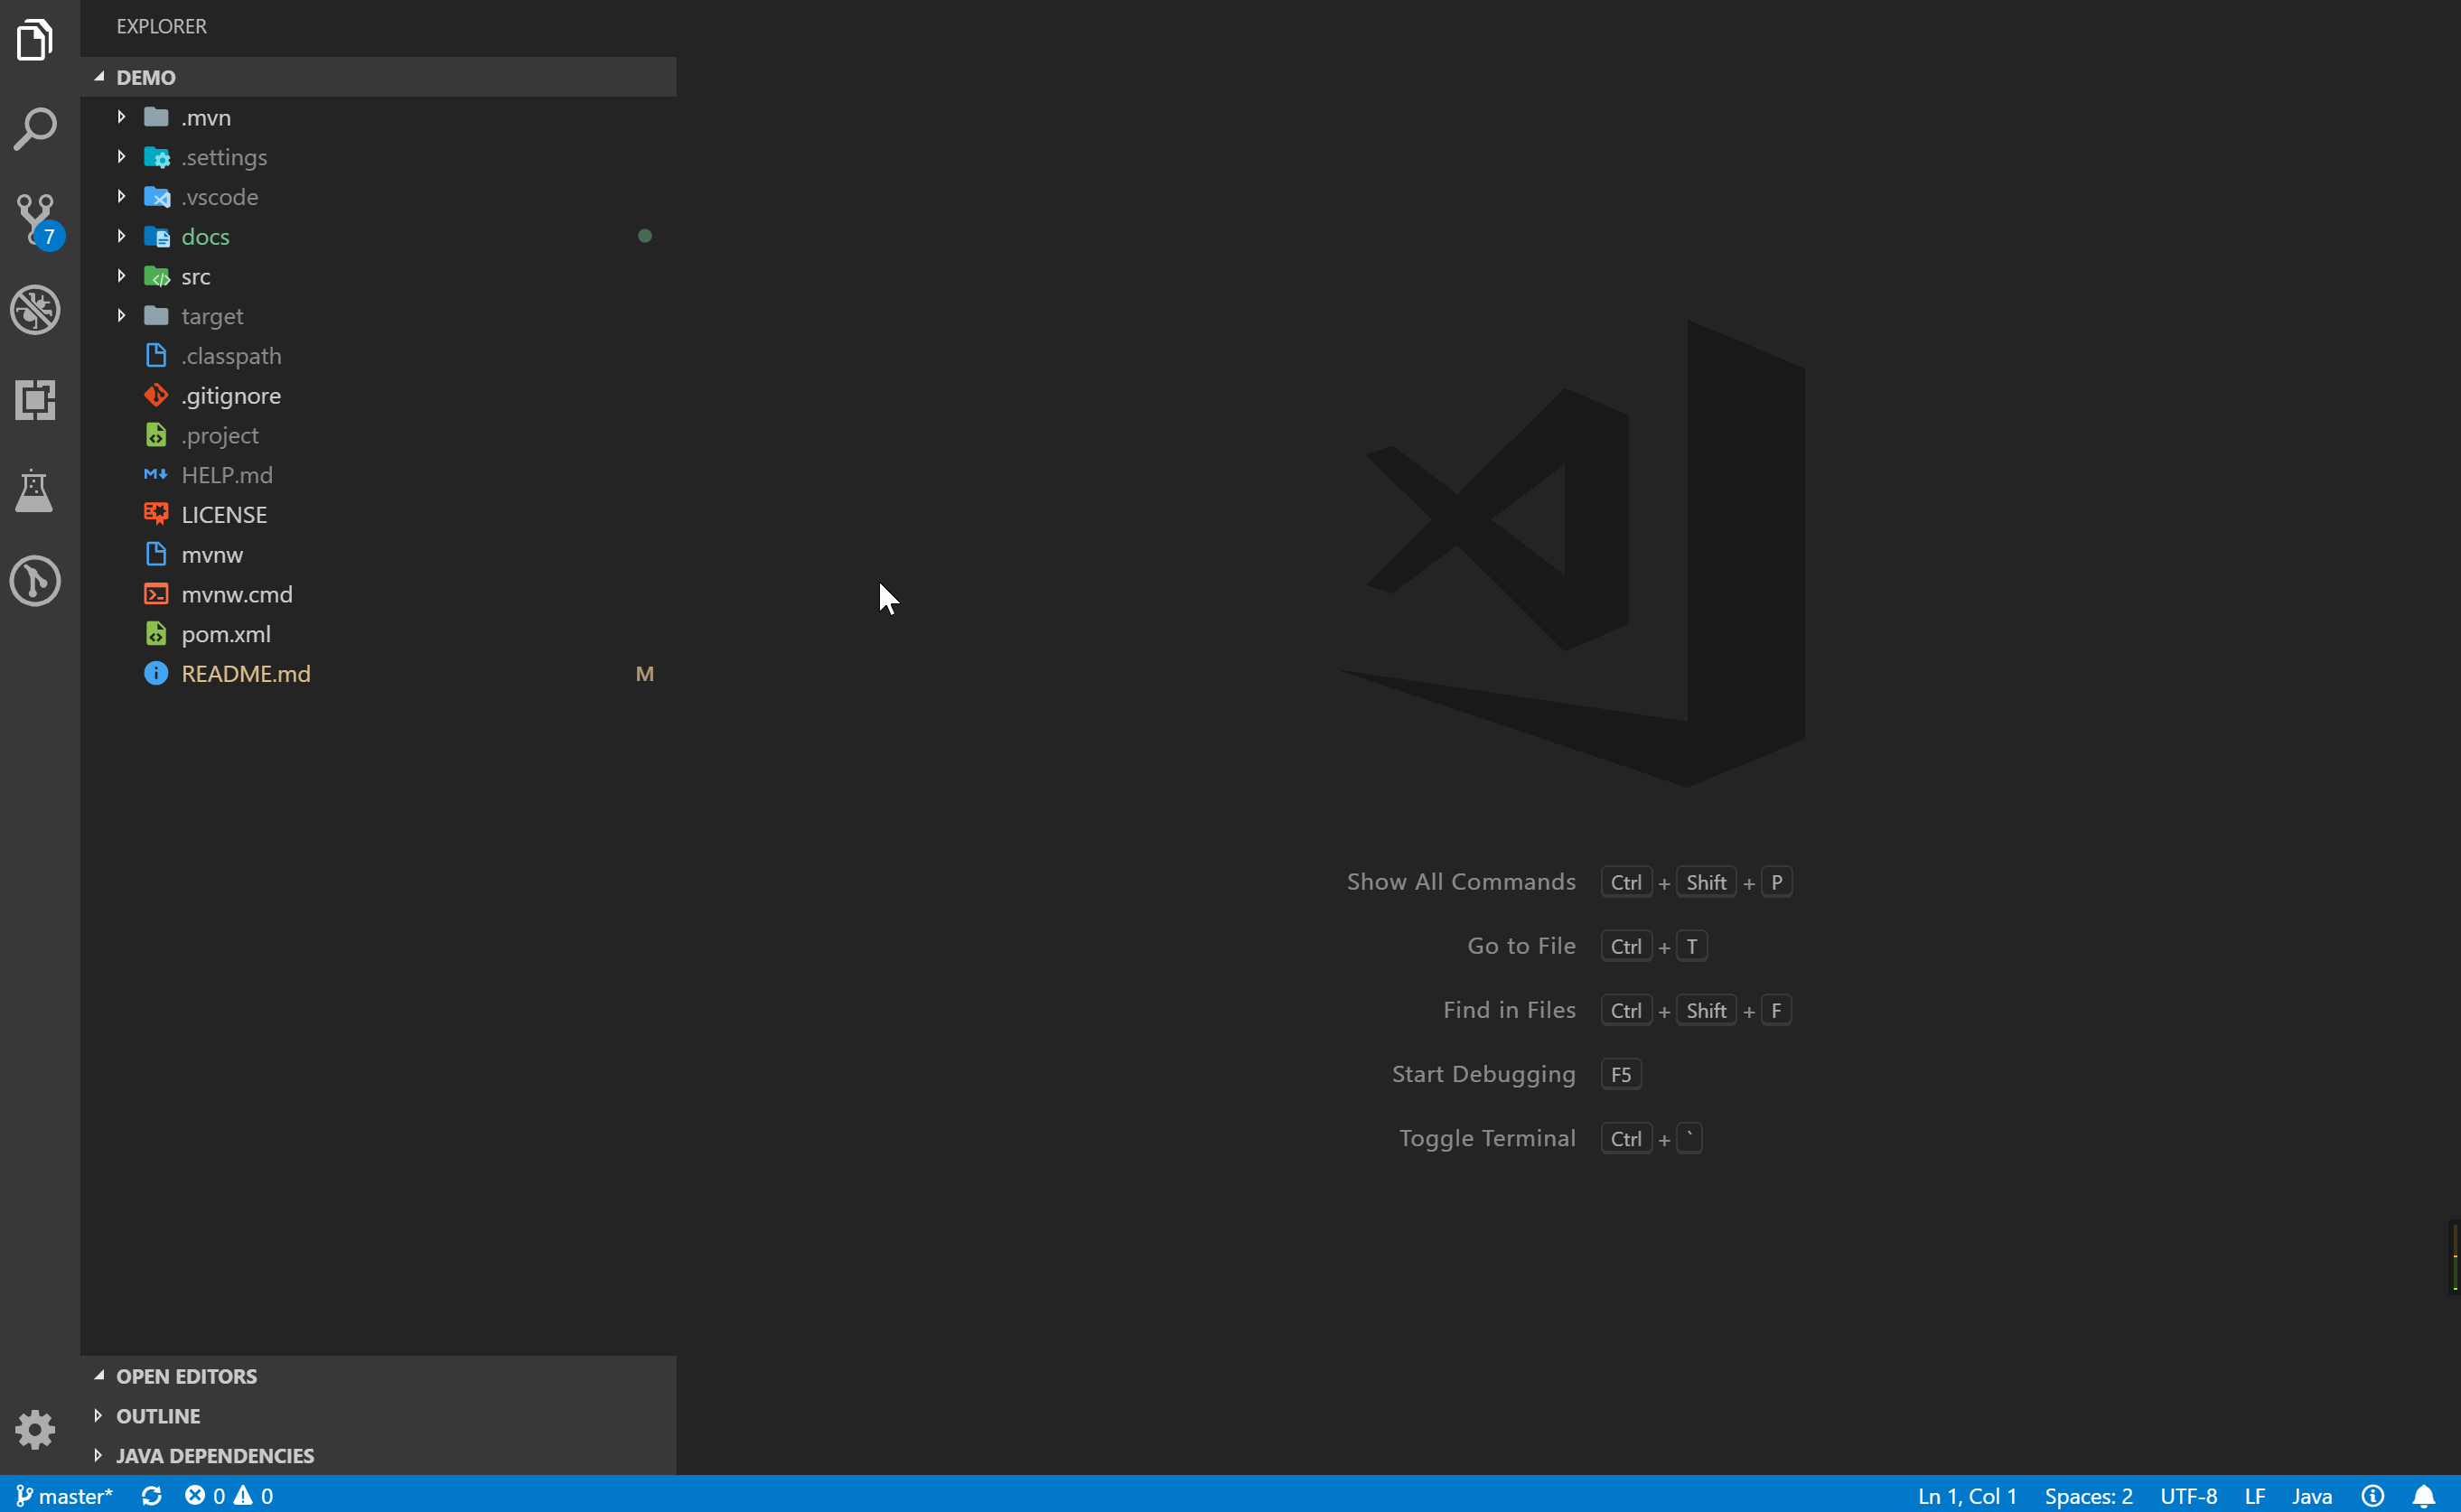 EXPLORER
DEMO
.mvn
.settings
.vscode
docs
src
target
.classpath
.gitignore
.project
HELP.md
LICENSE
mvnw
mvnw.cmd
pom.xml
README.md M
OPEN EDITORS
OUTLINE
JAVA DEPENDENCIES
7
Show All Commands Ctrl + Shift + P
Go to File Ctrl + T
Find in Files Ctrl + Shift + F
Start Debugging F5
Toggle Terminal Ctrl + `
master* 0 0 Ln 1, Col 1 Spaces: 2 UTF-8 LF Java